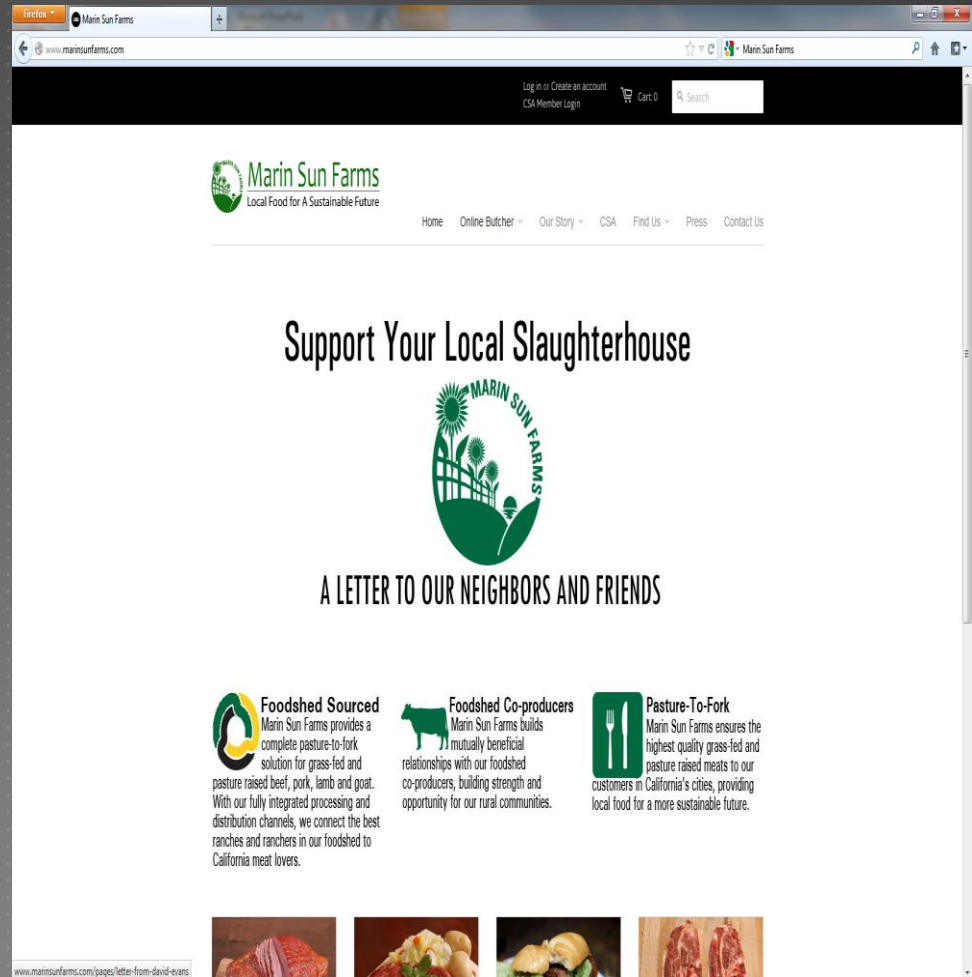 Firefox
Marin Sun Farms
+
www.marinsunfarms.com
Marin Sun Farms
Log in or Create an account
CSA Member Login
Cart: 0
Search
Marin Sun Farms
Local Food for A Sustainable Future
Home Online Butcher Our Story CSA Find Us Press Contact Us
Support Your Local Slaughterhouse
MARIN SUN FARMS
A LETTER TO OUR NEIGHBORS AND FRIENDS
Foodshed Sourced
Marin Sun Farms provides a
complete pasture-to-fork
solution for grass-fed and
pasture raised beef, pork, lamb and goat.
With our fully integrated processing and
distribution channels, we connect the best
ranches and ranchers in our foodshed to
California meat lovers.
Foodshed Co-producers
Marin Sun Farms builds
mutually beneficial
relationships with our foodshed
co-producers, building strength and
opportunity for our rural communities.
Pasture-To-Fork
Marin Sun Farms ensures the
highest quality grass-fed and
pasture raised meats to our
customers in California's cities, providing
local food for a more sustainable future.
www.marinsunfarms.com/pages/letter-from-david-evans